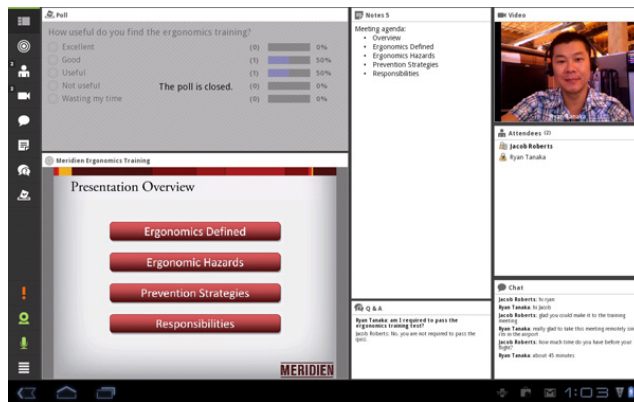 Poll
How useful do you find the ergonomics training?
Excellent (0) 0%
Good (1) 50%
Useful (1) 50%
Not useful (0) 0%
Wasting my time (0) 0%
The poll is closed.
Meridien Ergonomics Training
Presentation Overview
Ergonomics Defined
Ergonomic Hazards
Prevention Strategies
Responsibilities
MERIDIEN
Notes 5
Meeting agenda:
• Overview
• Ergonomics Defined
• Ergonomics Hazards
• Prevention Strategies
• Responsibilities
Q & A
Ryan Tanaka: am I required to pass the
ergonomics training test?
Jacob Roberts: No, you are not required to pass the
quiz.
Video
Ryan Tanaka
Attendees (2)
Jacob Roberts
Ryan Tanaka
Chat
Jacob Roberts: hi ryan
Ryan Tanaka: hi Jacob
Jacob Roberts: glad you could make it to the training
meeting
Ryan Tanaka: really glad to take this meeting remotely
i'm in the airport
Jacob Roberts: how much time do you have before your
flight?
Ryan Tanaka: about 45 minutes
1:03